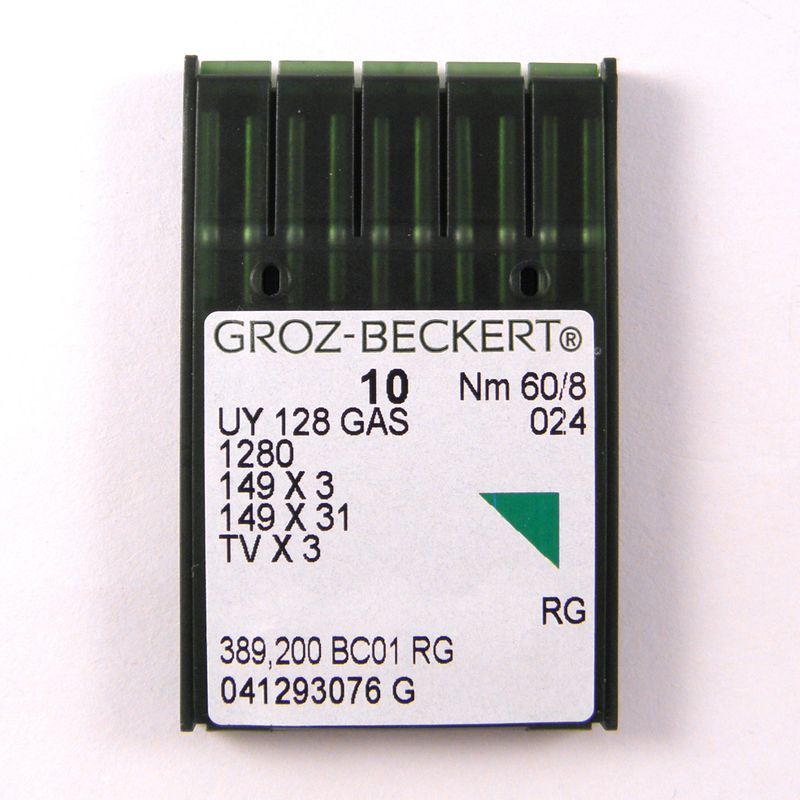 GROZ-BECKERT®
10 Nm 60/8
UY 128 GAS 024
1280
149 X 3
149 X 31
TV X 3
RG
389,200 BC01 RG
041293076 G